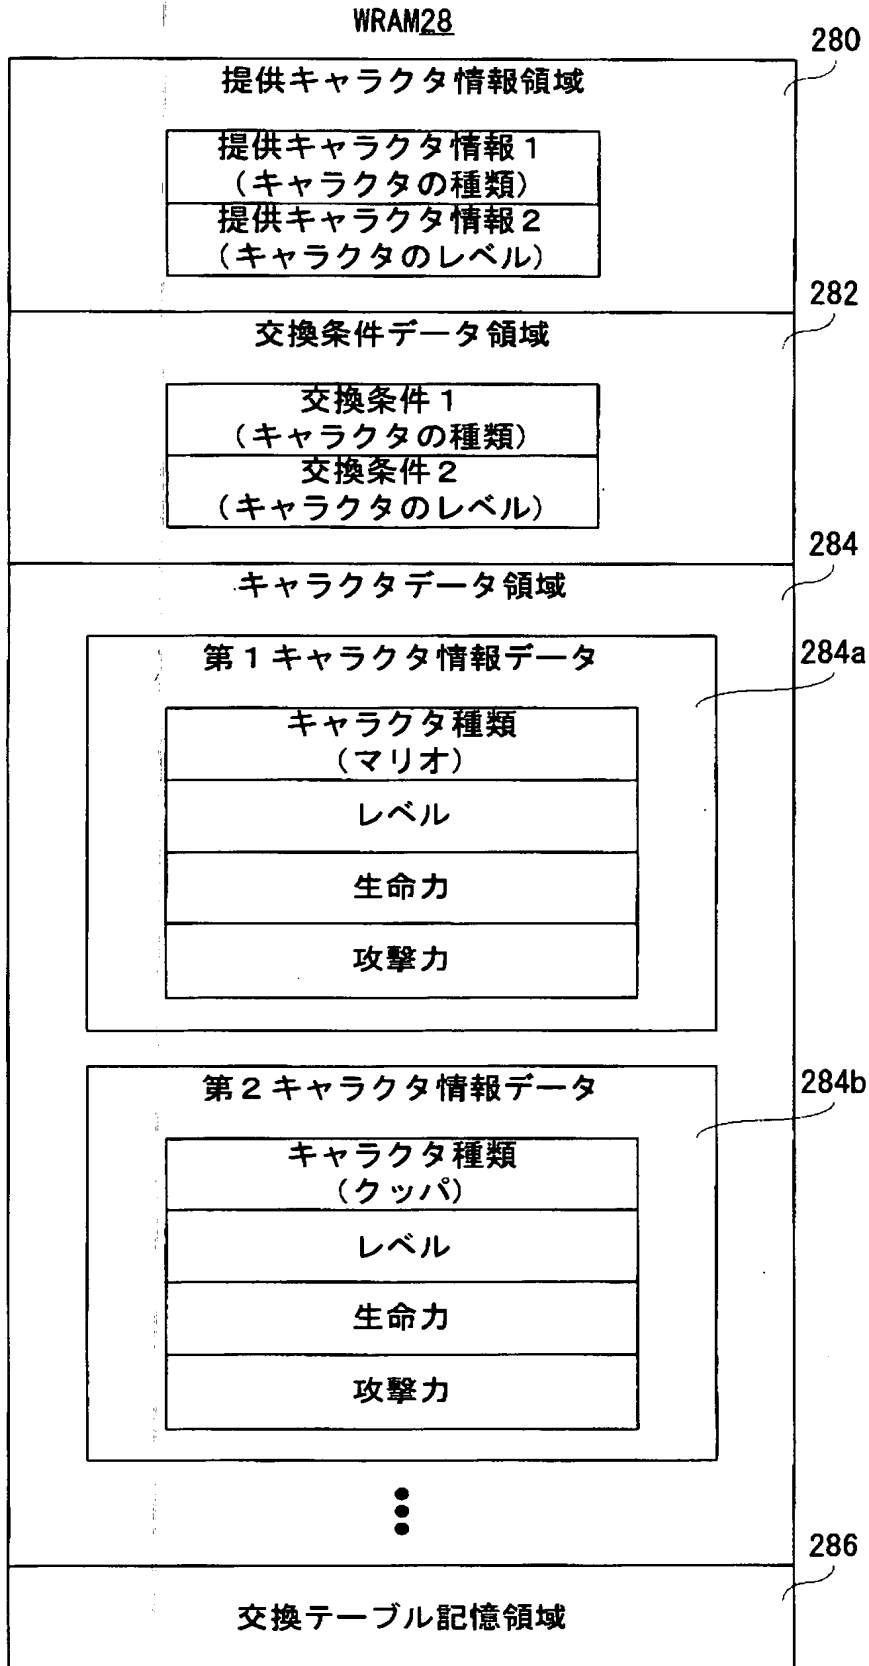 WRAM28
280
提供キャラクタ情報領域
提供キャラクタ情報1
(キャラクタの種類)
提供キャラクタ情報2
(キャラクタのレベル)
282
交換条件データ領域
交換条件1
(キャラクタの種類)
交換条件2
(キャラクタのレベル)
284
キャラクタデータ領域
284a
第1キャラクタ情報データ
キャラクタ種類
(マリオ)
レベル
生命力
攻撃力
284b
第2キャラクタ情報データ
キャラクタ種類
(クッパ)
レベル
生命力
攻撃力
286
交換テーブル記憶領域